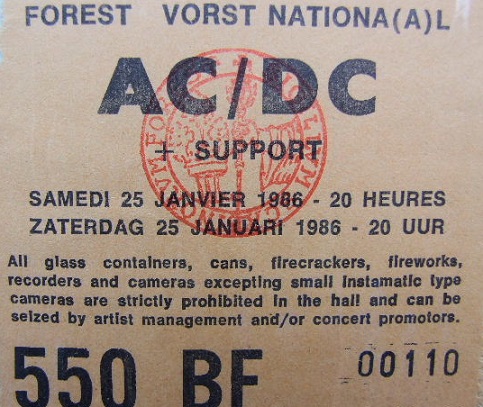 FOREST VORST NATIONA(A)L
AC/DC
+ SUPPORT
SAMEDI 25 JANVIER 1986 - 20 HEURES
ZATERDAG 25 JANUARI 1986 - 20 UUR
All glass containers, cans, firecrackers, fireworks,
recorders and cameras excepting small instamatic type
cameras are strictly prohibited in the hall and can be
seized by artist management and/or concert promotors.
550 BF
00110